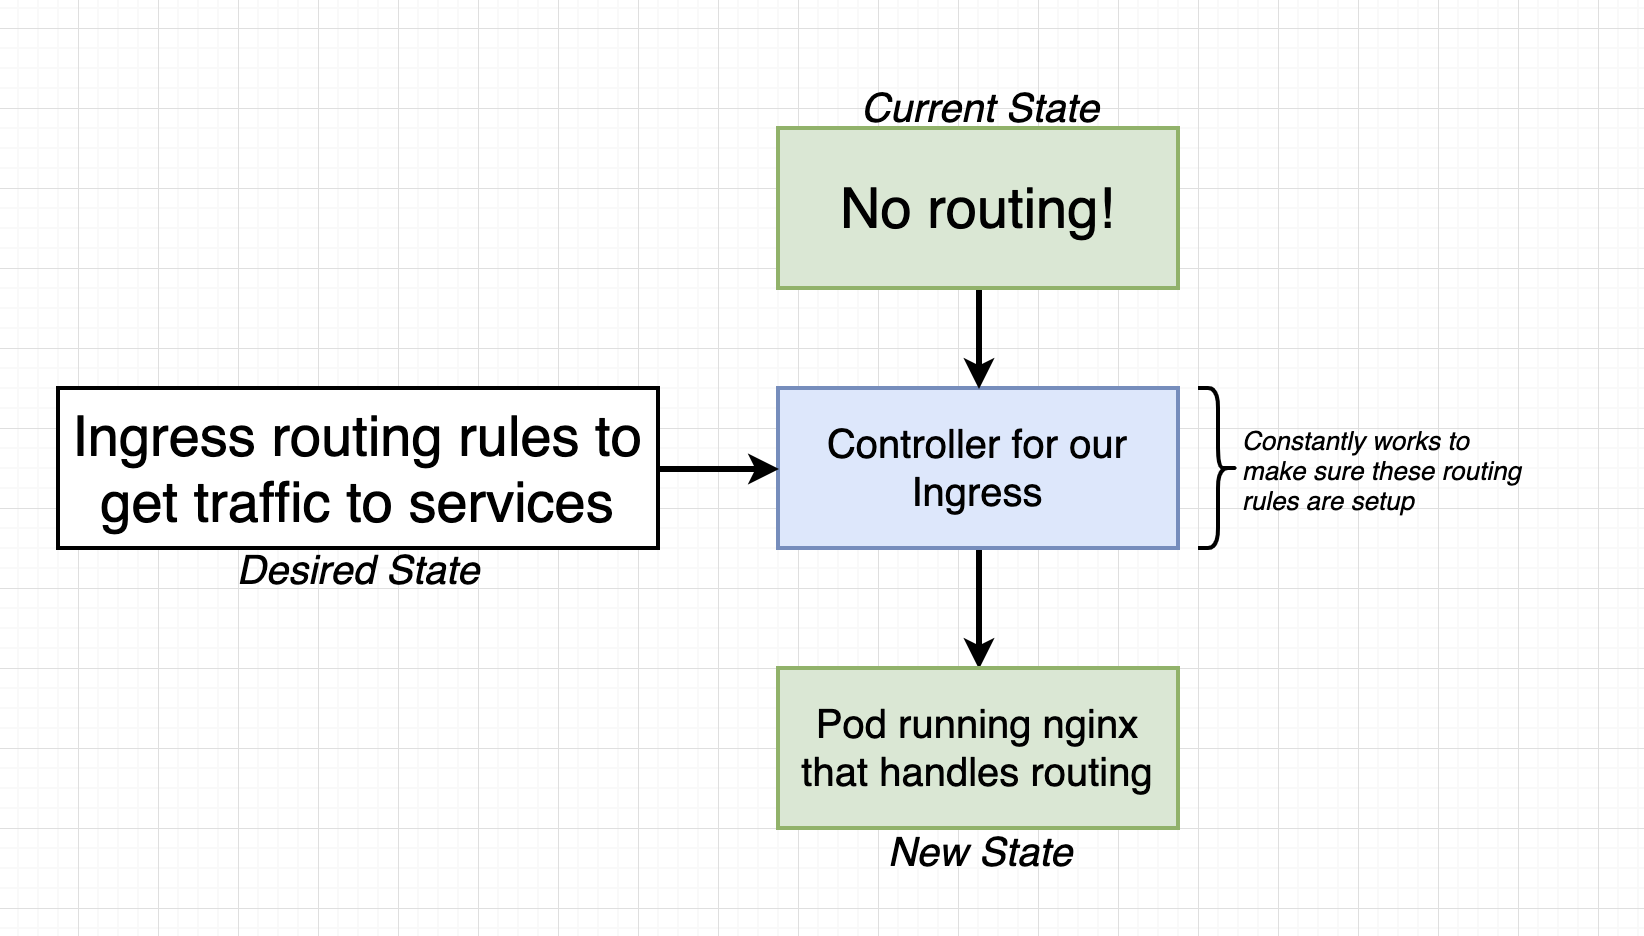 Current State
No routing!
Ingress routing rules to
get traffic to services
Desired State
Controller for our
Ingress
Constantly works to
make sure these routing
rules are setup
Pod running nginx
that handles routing
New State